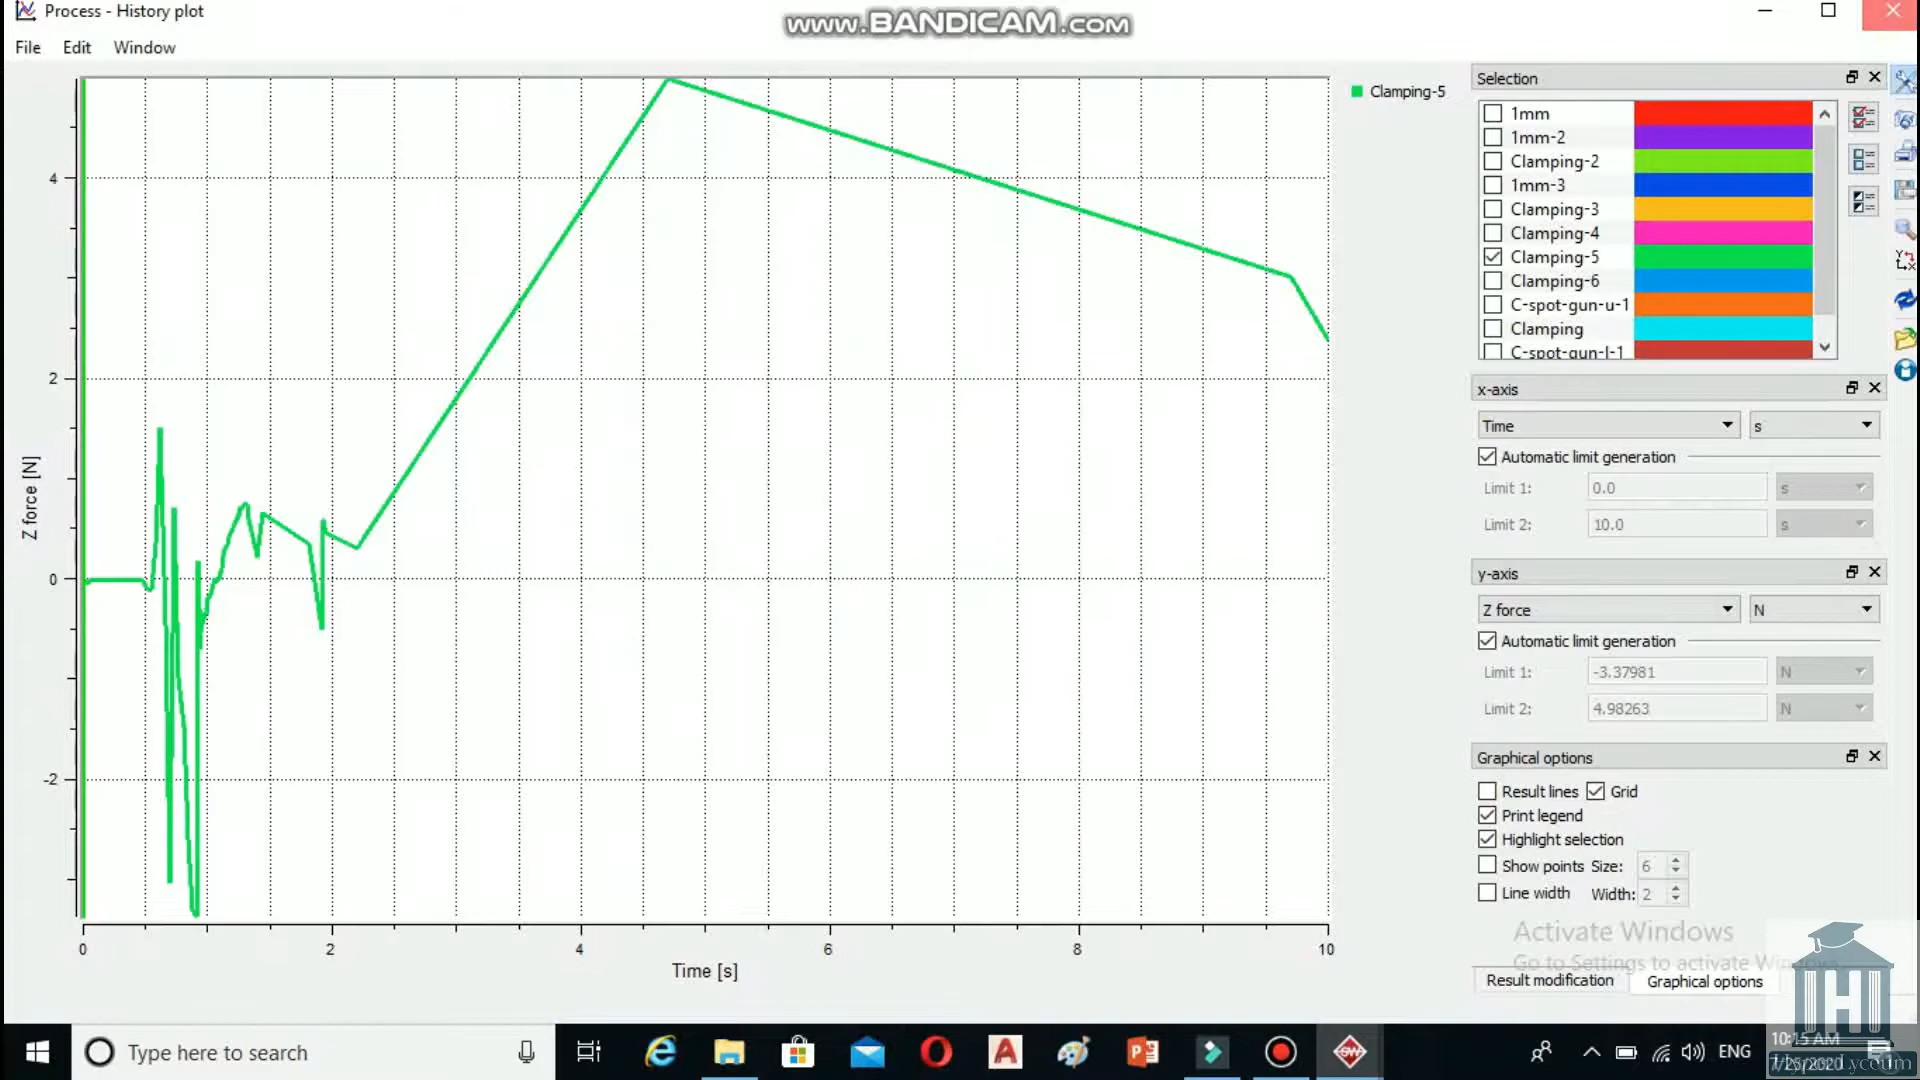 Process - History plot
www.BANDICAM.com
File Edit Window
Clamping-5
4
2
0
-2
Z force [N]
0 2 4 6 8 10
Time [s]
Selection
1mm
1mm-2
Clamping-2
1mm-3
Clamping-3
Clamping-4
Clamping-5
Clamping-6
C-spot-gun-u-1
Clamping
C-spot-gun-l-1
x-axis
Time s
Automatic limit generation
Limit 1: 0.0 s
Limit 2: 10.0 s
y-axis
Z force N
Automatic limit generation
Limit 1: -3.37981 N
Limit 2: 4.98263 N
Graphical options
Result lines Grid
Print legend
Highlight selection
Show points Size: 6
Line width Width: 2
Activate Windows
Go to Settings to activate
Result modification Graphical options
Type here to search
ENG
10:15 AM
7/25/2020
Lyceum